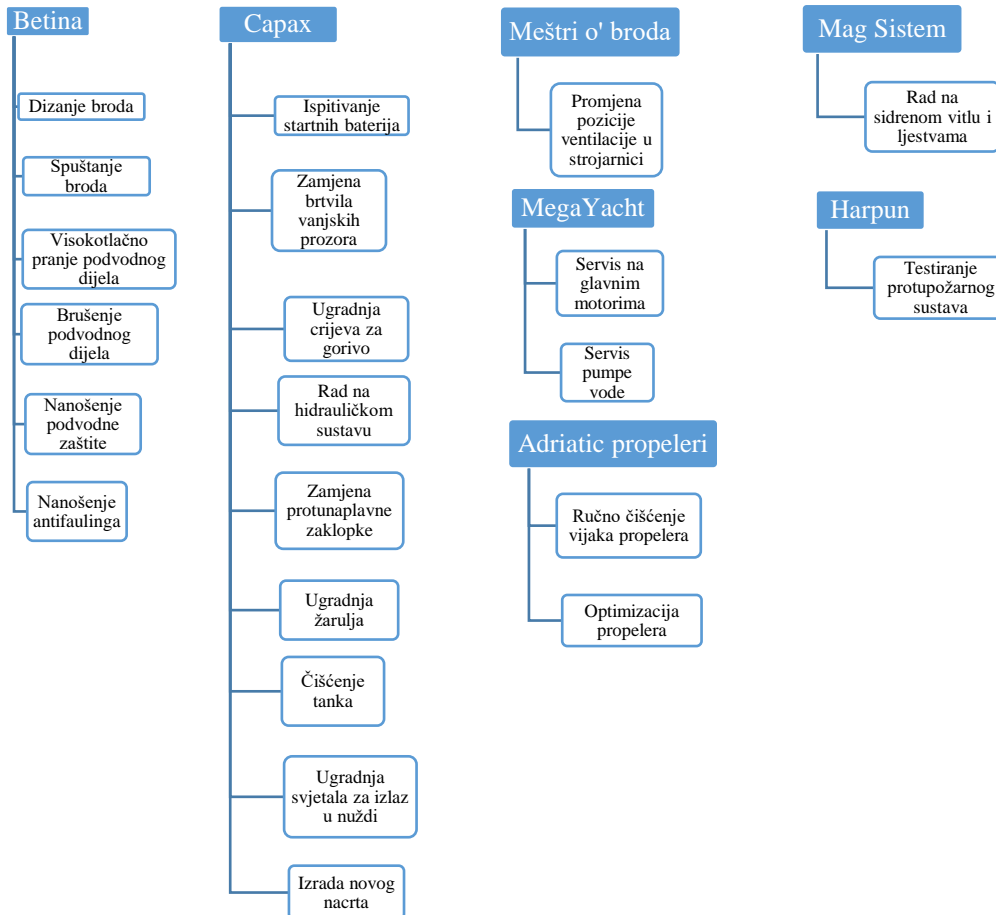 Betina
Dizanje broda
Spuštanje
broda
Visokotlačno
pranje podvodnog
dijela
Brušenje
podvodnog
dijela
Nanošenje
podvodne
zaštite
Nanošenje
antifaulinga
Capax
Ispitivanje
startnih baterija
Zamjena
brtvila
vanjskih
prozora
Ugradnja
crijeva za
gorivo
Rad na
hidrauličkom
sustavu
Zamjena
protunaplavne
zaklopke
Ugradnja
žarulja
Čišćenje
tanka
Ugradnja
svjetala za izlaz
u nuždi
Izrada novog
nacrta
Meštri o' broda
Promjena
pozicije
ventilacije u
strojarnici
MegaYacht
Servis na
glavnim
motorima
Servis
pumpe
vode
Adriatic propeleri
Ručno čišćenje
vijaka propelera
Optimizacija
propelera
Mag Sistem
Rad na
sidrenom vitlu i
ljestvama
Harpun
Testiranje
protupožarnog
sustava